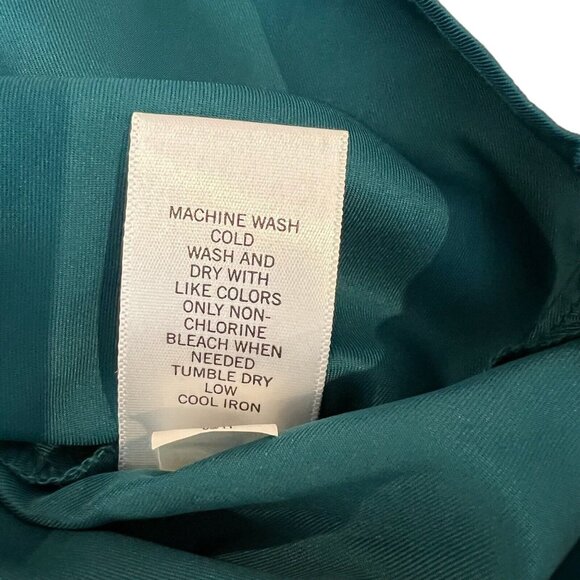 MACHINE WASH
COLD
WASH AND
DRY WITH
LIKE COLORS
ONLY NON-
CHLORINE
BLEACH WHEN
NEEDED
TUMBLE DRY
LOW
COOL IRON